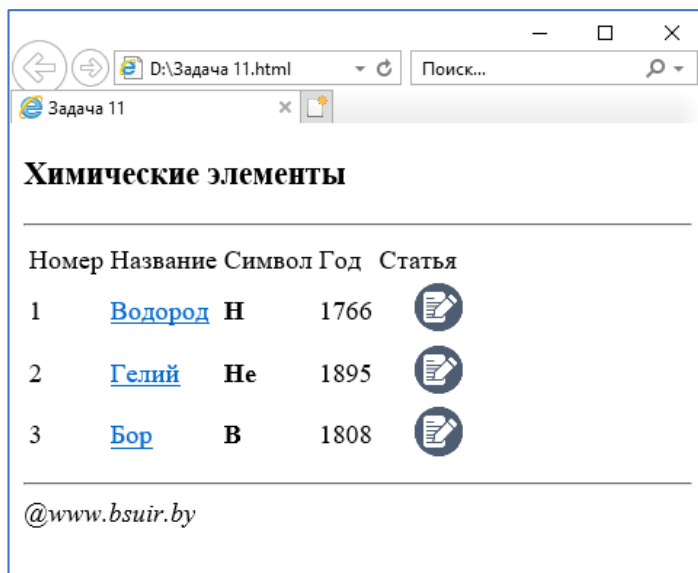 D:\Задача 11.html
Поиск...
Задача 11
Химические элементы
Номер Название Символ Год Статья
1 Водород H 1766
2 Гелий He 1895
3 Бор B 1808
@www.bsuir.by